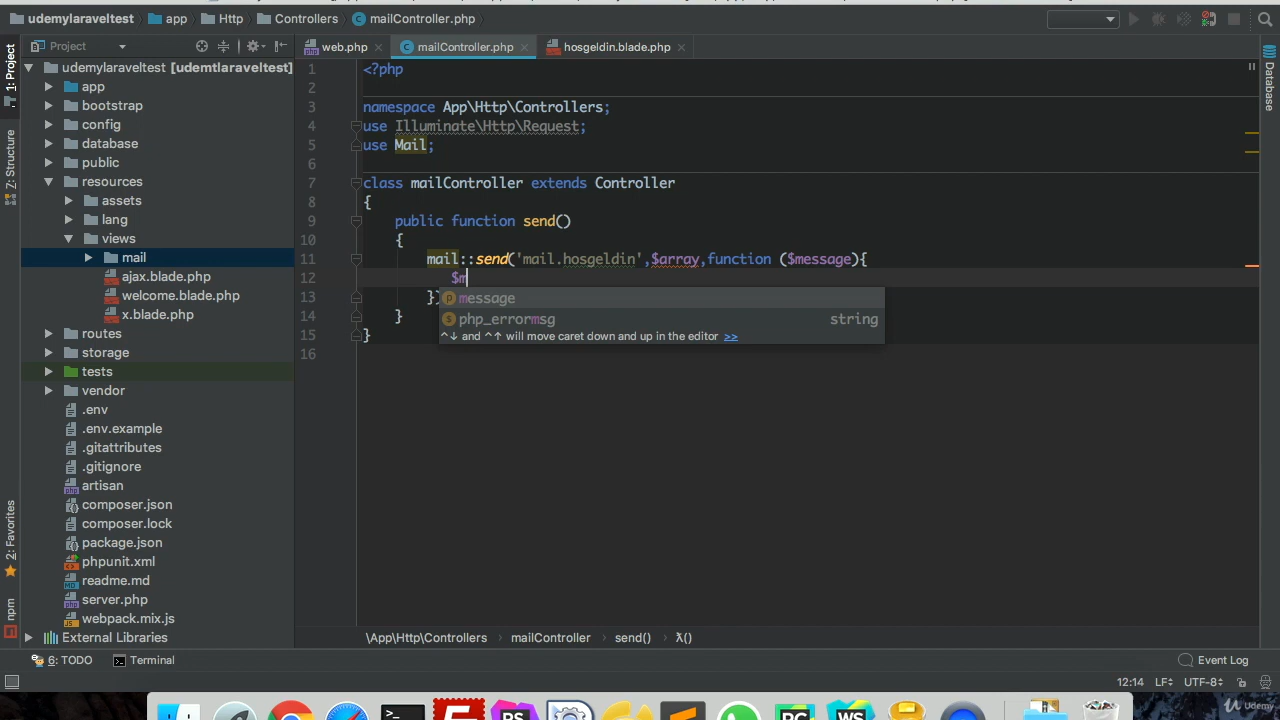 udemylaraveltest app Http Controllers mailController.php
1: Project
Project
web.php mailController.php hosgeldin.blade.php
Database
udemylaraveltest [udemtlaraveltest]
app
bootstrap
config
database
public
resources
assets
lang
views
mail
ajax.blade.php
welcome.blade.php
x.blade.php
routes
storage
tests
vendor
.env
.env.example
.gitattributes
.gitignore
artisan
composer.json
composer.lock
package.json
phpunit.xml
readme.md
server.php
webpack.mix.js
External Libraries
7: Structure
2: Favorites
npm
1 <?php
2
3 namespace App\Http\Controllers;
4 use Illuminate\Http\Request;
5 use Mail;
6
7 class mailController extends Controller
8 {
9 public function send()
10 {
11 mail::send('mail.hosgeldin',$array,function ($message){
12 $m
message
php_errormsg string
^↓ and ^↑ will move caret down and up in the editor >>
13 })
14 }
15 }
16
\App\Http\Controllers mailController send() λ()
6: TODO Terminal Event Log
12:14 LF÷ UTF-8÷
PS PC WS
Udemy